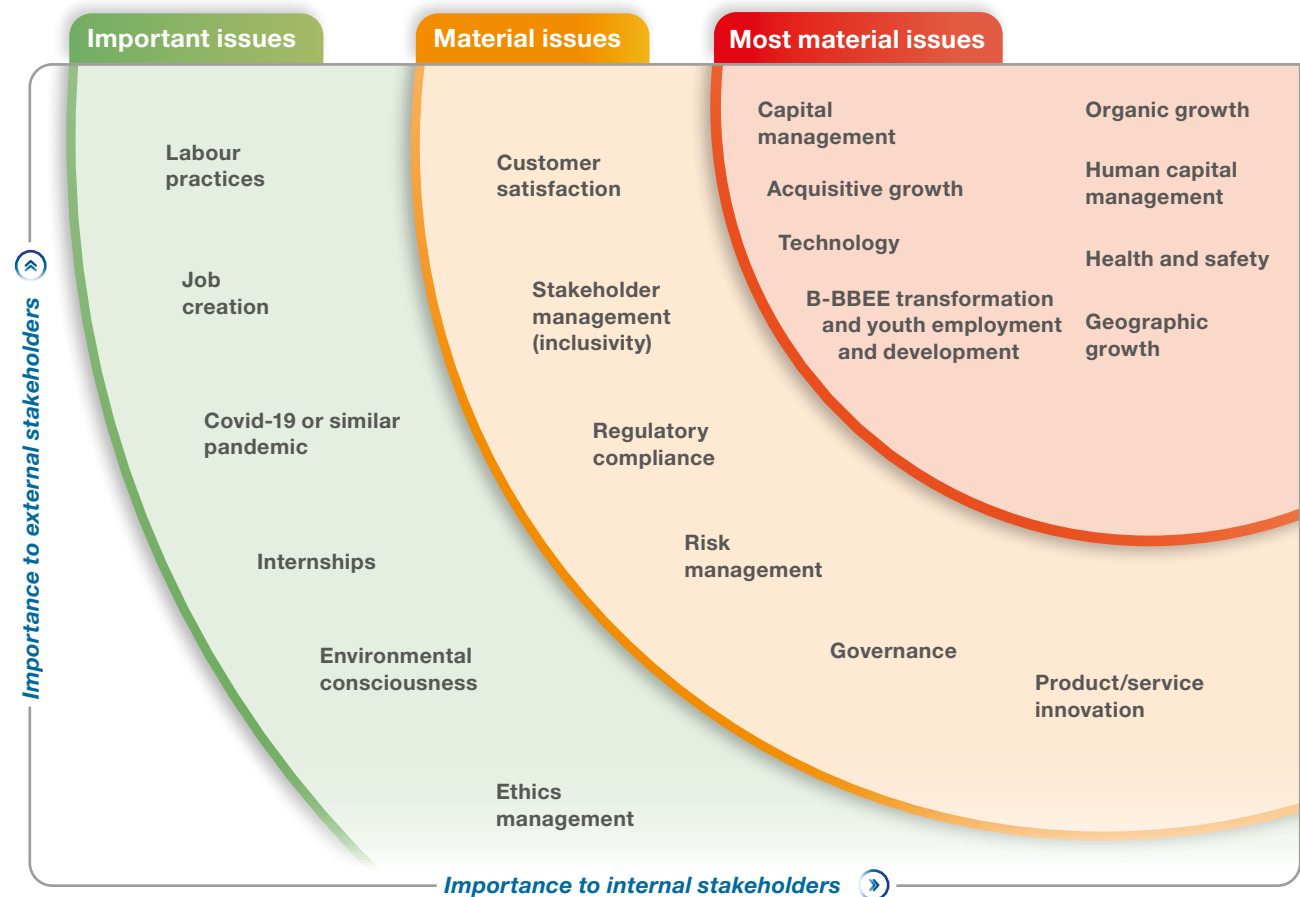 Important issues
Material issues
Most material issues
Labour
practices
Job
creation
Covid-19 or similar
pandemic
Internships
Environmental
consciousness
Ethics
management
Customer
satisfaction
Stakeholder
management
(inclusivity)
Regulatory
compliance
Risk
management
Governance
Product/service
innovation
Capital
management
Acquisitive growth
Technology
B-BBEE transformation
and youth employment
and development
Organic growth
Human capital
management
Health and safety
Geographic
growth
Importance to external stakeholders
Importance to internal stakeholders